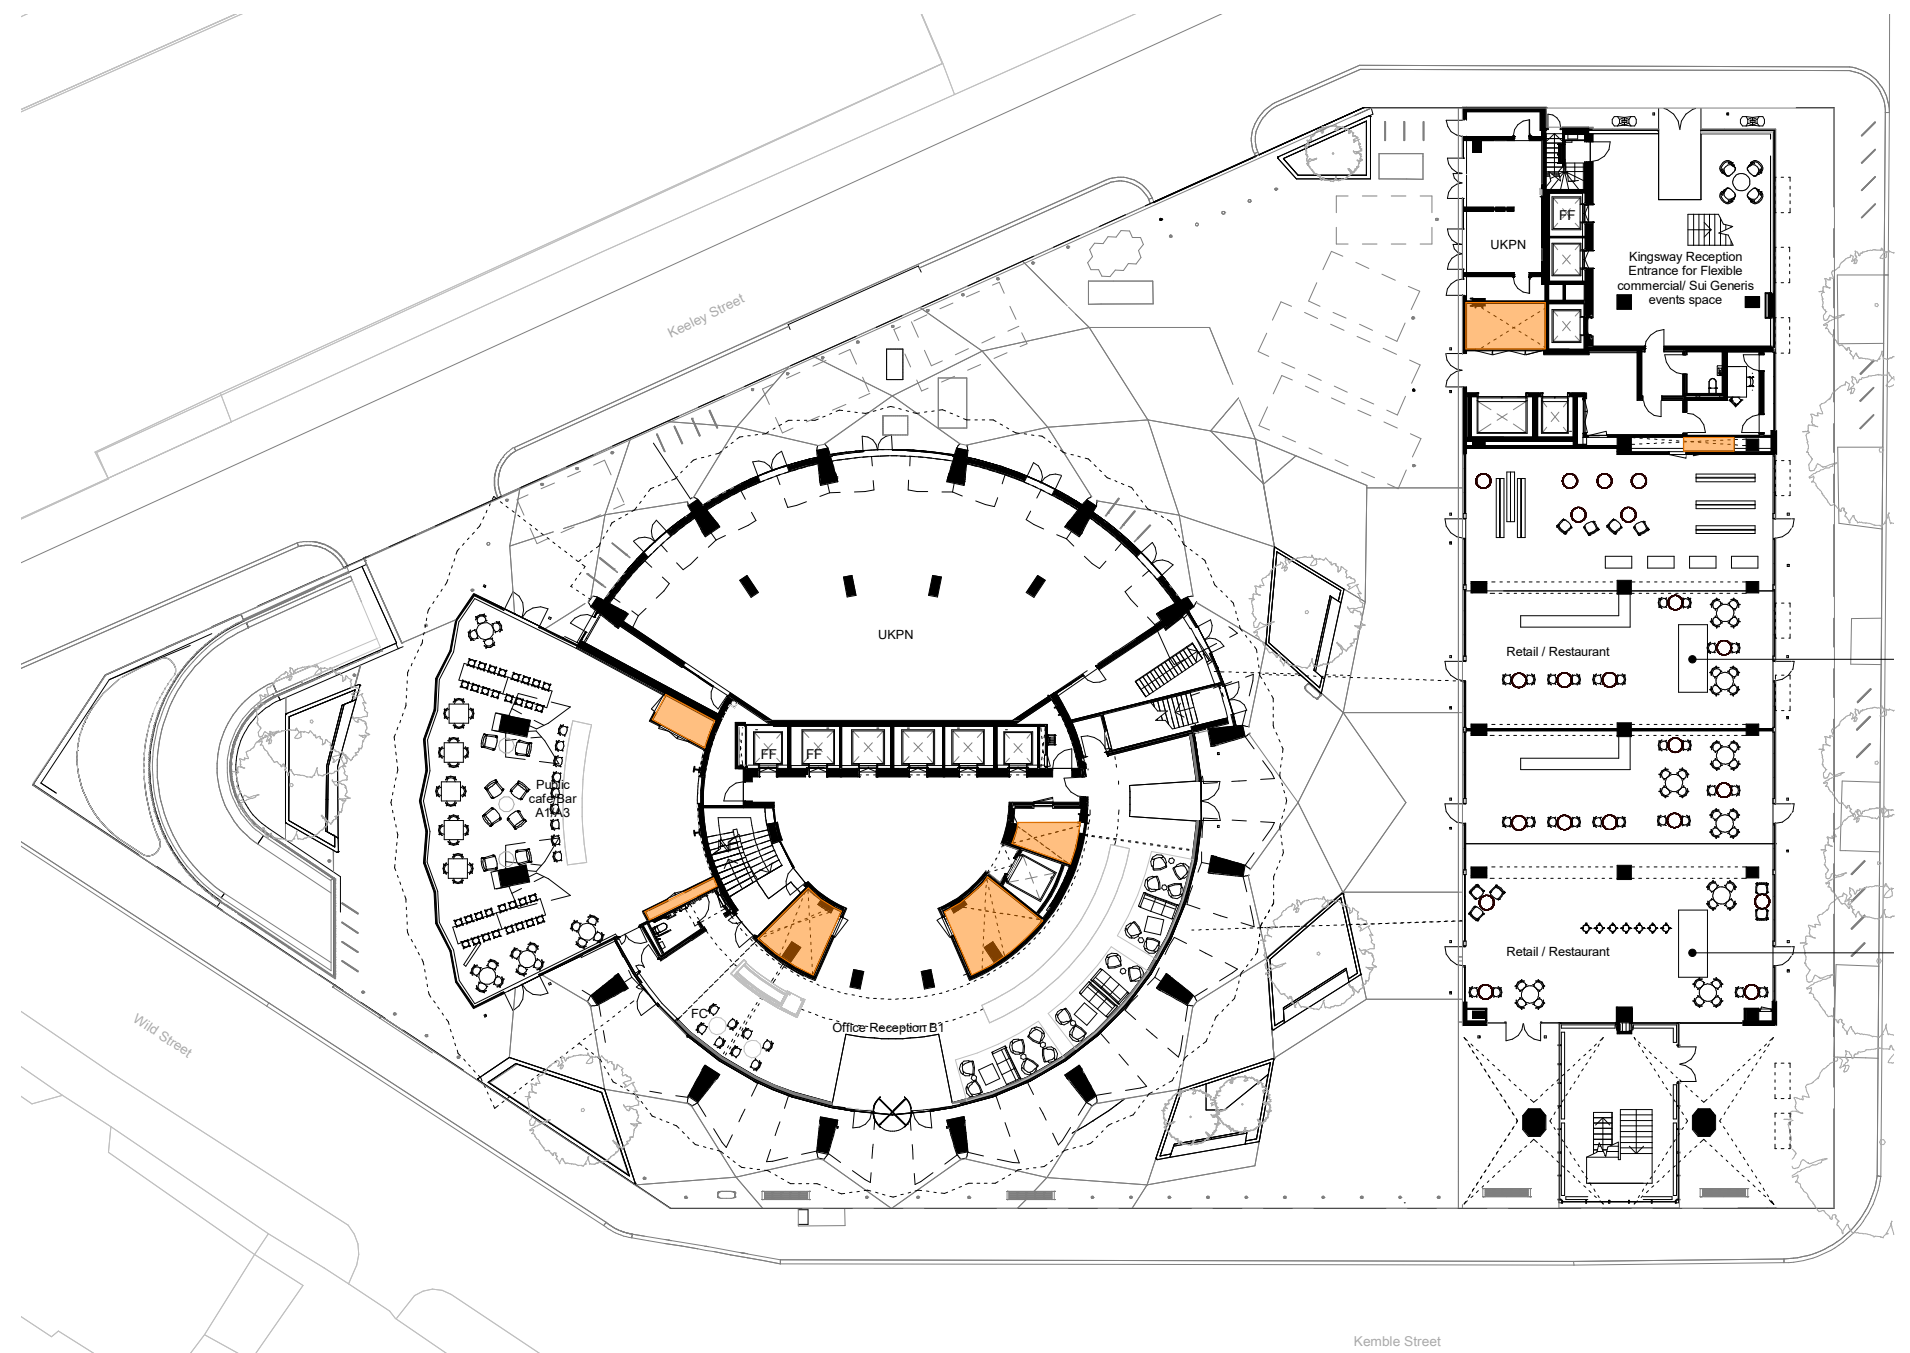 FF
UKPN
Kingsway Reception
Entrance for Flexible
commercial/ Sui Generis
events space
Keeley Street
UKPN
Retail / Restaurant
FF
FF
Public
cafe/Bar
A1/A3
Retail / Restaurant
FC
Office Reception B1
Wild Street
Kemble Street